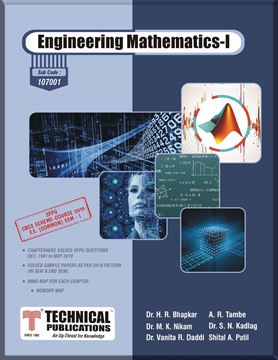 Engineering Mathematics-I
Sub Code :
107001
SPPU
CBCS SCHEME-COURSE 2019
F.E. (COMMON) SEM - I
CHAPTERWISE SOLVED SPPU QUESTIONS
DEC. 1991 to MAY 2019
SOLVED SAMPLE PAPERS AS PER 2019 PATTERN
(IN SEM & END SEM)
MIND MAP FOR EACH CHAPTER
MEMORY MAP
SINCE 1993
TECHNICAL
PUBLICATIONS
An Up-Thrust for Knowledge
Dr. H. R. Bhapkar
A. R. Tambe
Dr. M. K. Nikam
Dr. S. N. Kadlag
Dr. Vanita R. Daddi
Shital A. Patil